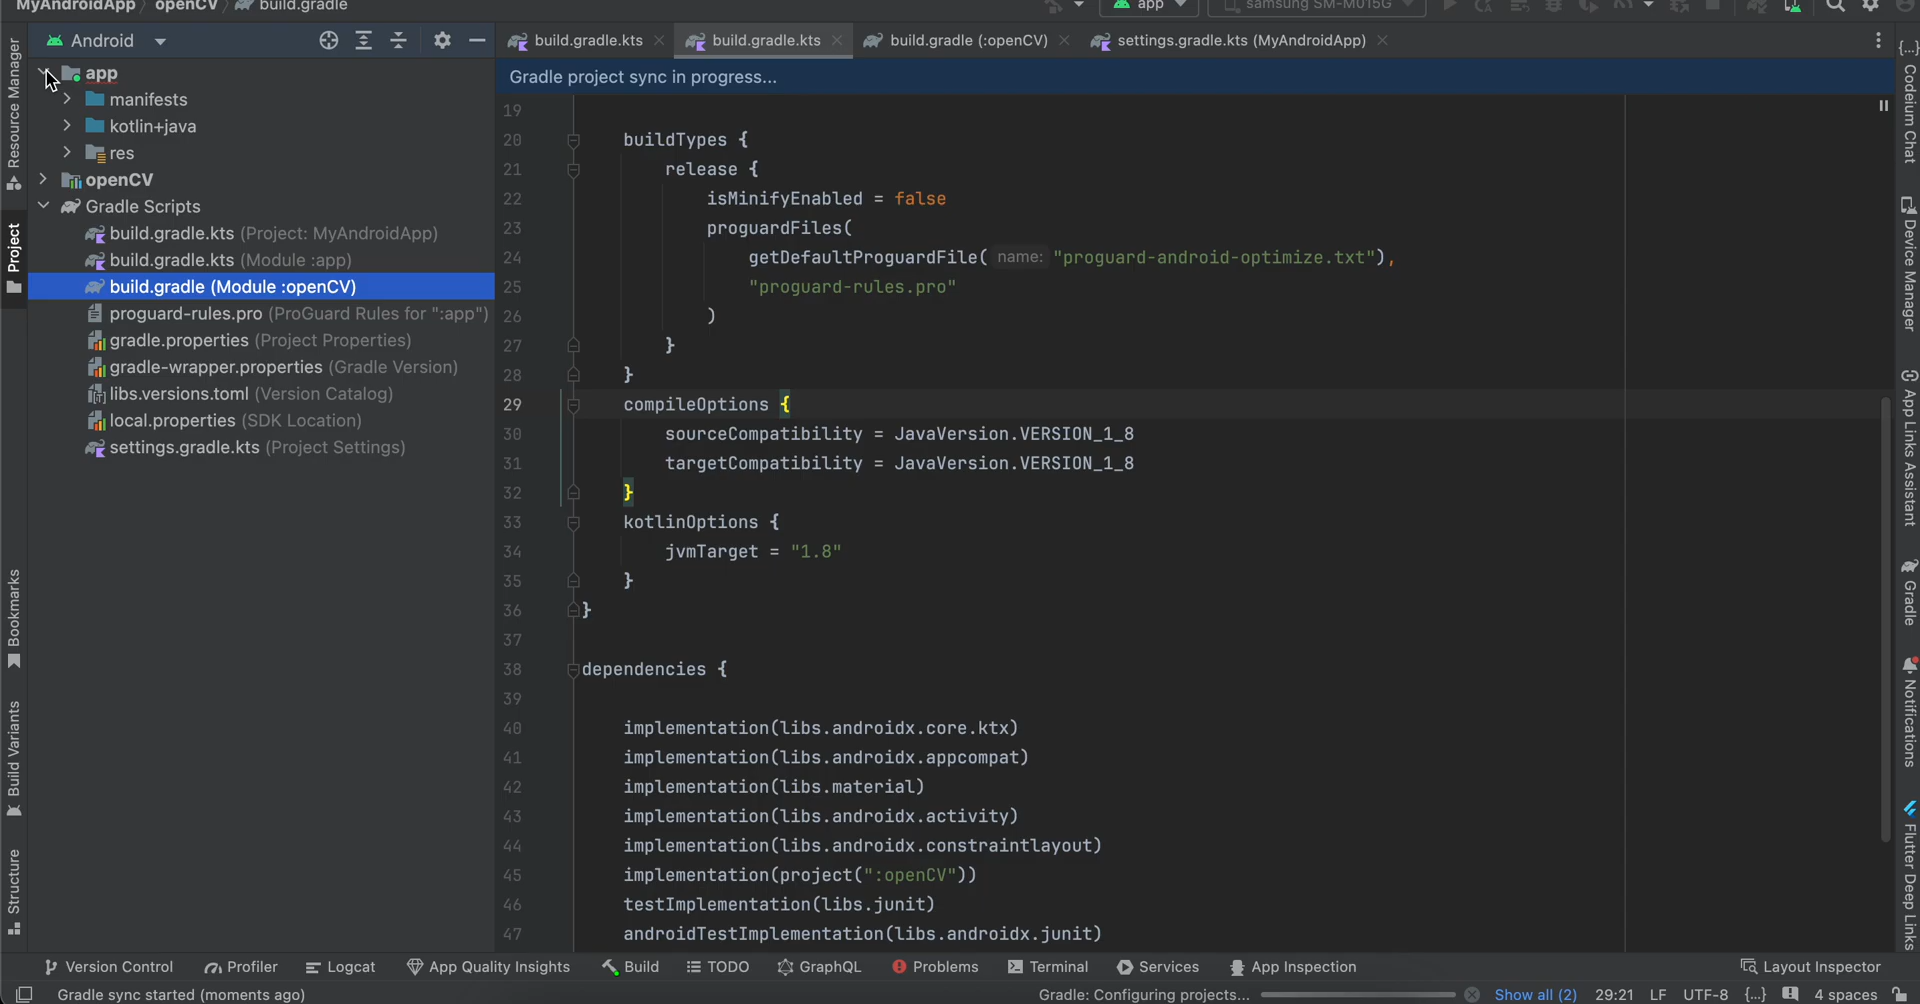 MyAndroidApp openCV build.gradle
app samsung SM-M015G
Android
build.gradle.kts build.gradle.kts build.gradle (:openCV) settings.gradle.kts (MyAndroidApp)
Gradle project sync in progress...
app
manifests
kotlin+java
res
openCV
Gradle Scripts
build.gradle.kts (Project: MyAndroidApp)
build.gradle.kts (Module :app)
build.gradle (Module :openCV)
proguard-rules.pro (ProGuard Rules for ":app")
gradle.properties (Project Properties)
gradle-wrapper.properties (Gradle Version)
libs.versions.toml (Version Catalog)
local.properties (SDK Location)
settings.gradle.kts (Project Settings)
19
20 buildTypes {
21 release {
22 isMinifyEnabled = false
23 proguardFiles(
24 getDefaultProguardFile( name: "proguard-android-optimize.txt"),
25 "proguard-rules.pro"
26 )
27 }
28 }
29 compileOptions {
30 sourceCompatibility = JavaVersion.VERSION_1_8
31 targetCompatibility = JavaVersion.VERSION_1_8
32 }
33 kotlinOptions {
34 jvmTarget = "1.8"
35 }
36 }
37
38 dependencies {
39
40 implementation(libs.androidx.core.ktx)
41 implementation(libs.androidx.appcompat)
42 implementation(libs.material)
43 implementation(libs.androidx.activity)
44 implementation(libs.androidx.constraintlayout)
45 implementation(project(":openCV"))
46 testImplementation(libs.junit)
47 androidTestImplementation(libs.androidx.junit)
Resource Manager
Project
Bookmarks
Build Variants
Structure
{...} Codeium Chat
Device Manager
App Links Assistant
Gradle
Notifications
Flutter Deep Links
Version Control Profiler Logcat App Quality Insights Build TODO GraphQL Problems Terminal Services App Inspection Layout Inspector
Gradle sync started (moments ago) Gradle: Configuring projects... Show all (2) 29:21 LF UTF-8 {..} 4 spaces